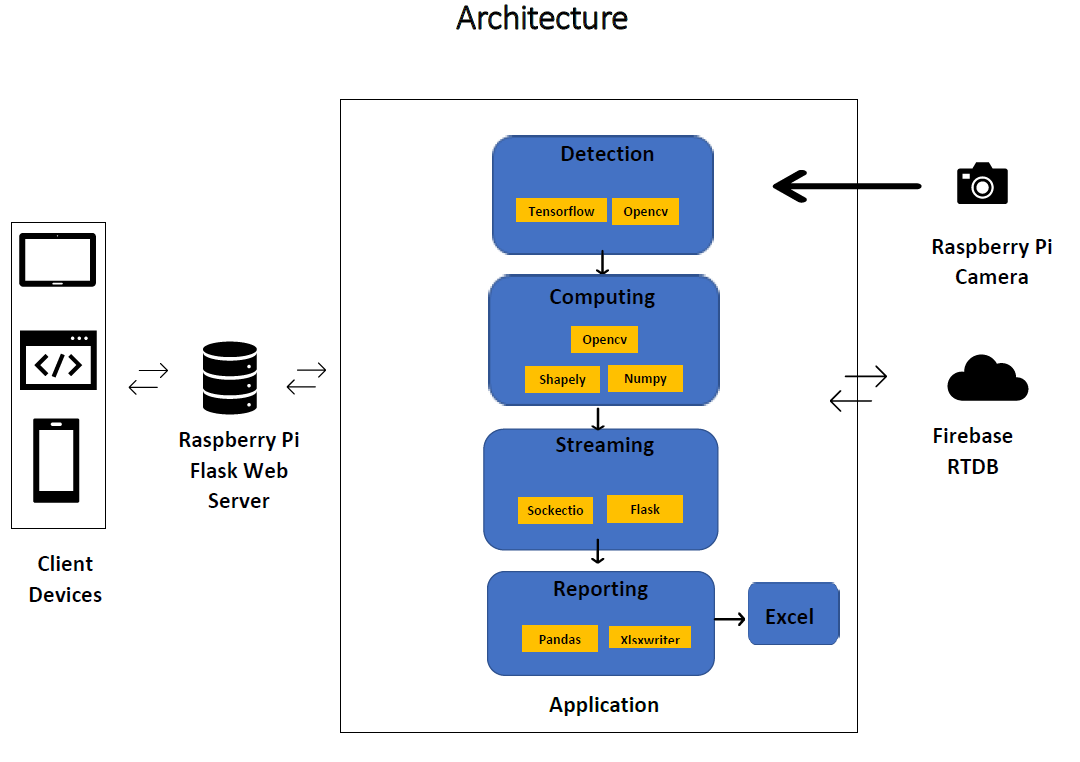 Architecture
Detection
Tensorflow
Opencv
Computing
Opencv
Shapely
Numpy
Streaming
Sockectio
Flask
Reporting
Pandas
Xlsxwriter
Excel
Application
</>
Client
Devices
Raspberry Pi
Flask Web
Server
Raspberry Pi
Camera
Firebase
RTDB